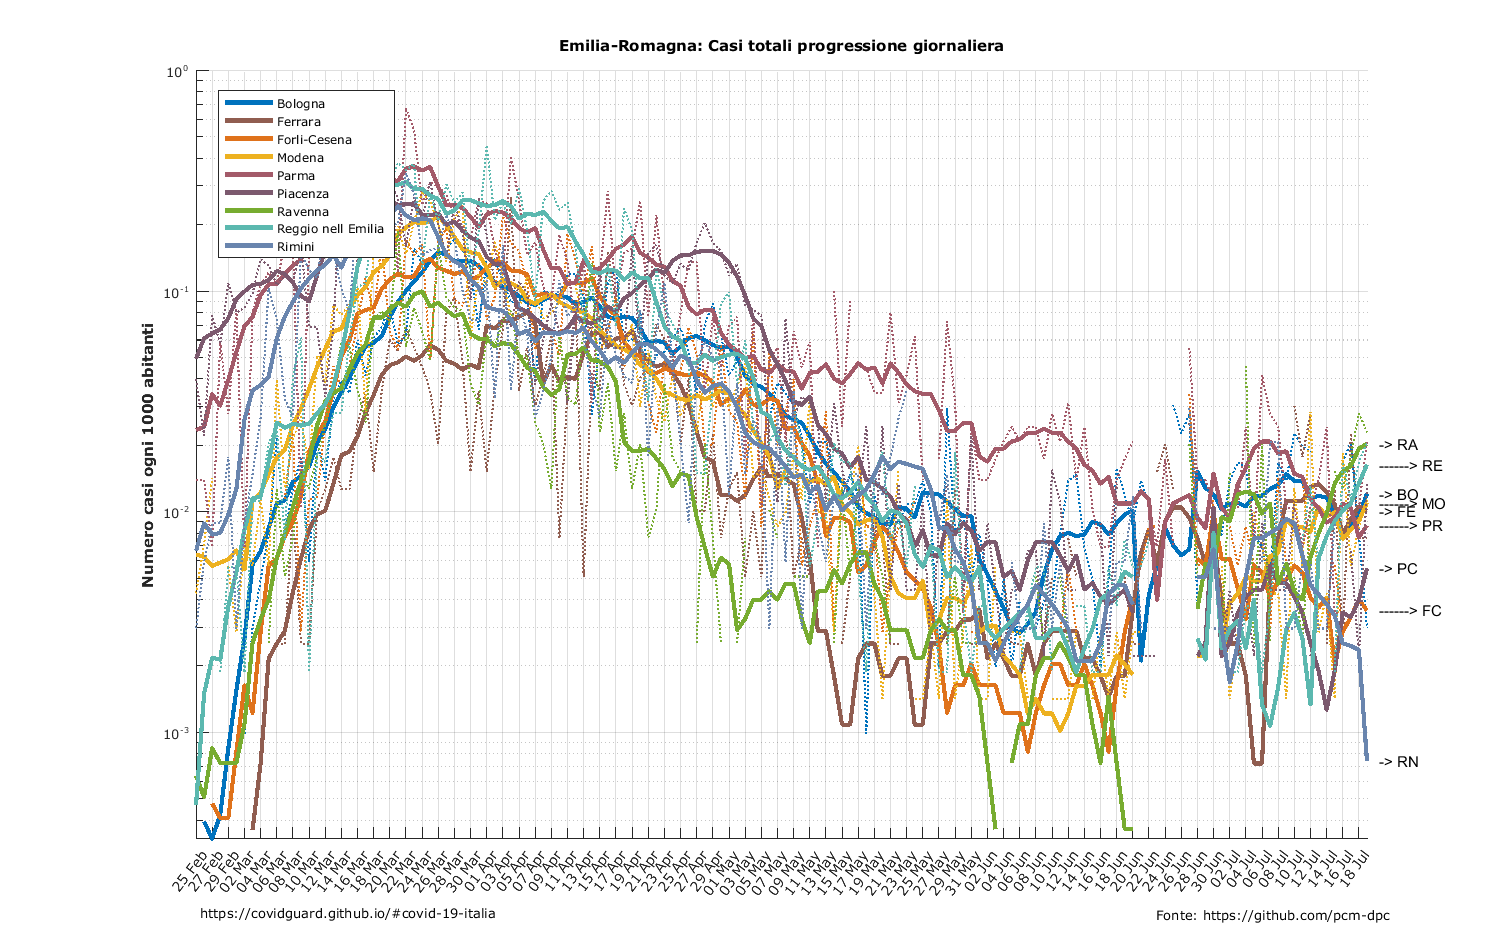 Emilia-Romagna: Casi totali progressione giornaliera
Numero casi ogni 1000 abitanti
10⁰
10⁻¹
10⁻²
10⁻³
Bologna
Ferrara
Forli-Cesena
Modena
Parma
Piacenza
Ravenna
Reggio nell Emilia
Rimini
-> RA
------> RE
-> BO
------> MO
-> FE
------> PR
-> PC
------> FC
-> RN
25 Feb
27 Feb
29 Feb
02 Mar
04 Mar
06 Mar
08 Mar
10 Mar
12 Mar
14 Mar
16 Mar
18 Mar
20 Mar
22 Mar
24 Mar
26 Mar
28 Mar
30 Mar
01 Apr
03 Apr
05 Apr
07 Apr
09 Apr
11 Apr
13 Apr
15 Apr
17 Apr
19 Apr
21 Apr
23 Apr
25 Apr
27 Apr
29 Apr
01 May
03 May
05 May
07 May
09 May
11 May
13 May
15 May
17 May
19 May
21 May
23 May
25 May
27 May
29 May
31 May
02 Jun
04 Jun
06 Jun
08 Jun
10 Jun
12 Jun
14 Jun
16 Jun
18 Jun
20 Jun
22 Jun
24 Jun
26 Jun
28 Jun
30 Jun
02 Jul
04 Jul
06 Jul
08 Jul
10 Jul
12 Jul
14 Jul
16 Jul
18 Jul
https://covidguard.github.io/#covid-19-italia
Fonte: https://github.com/pcm-dpc